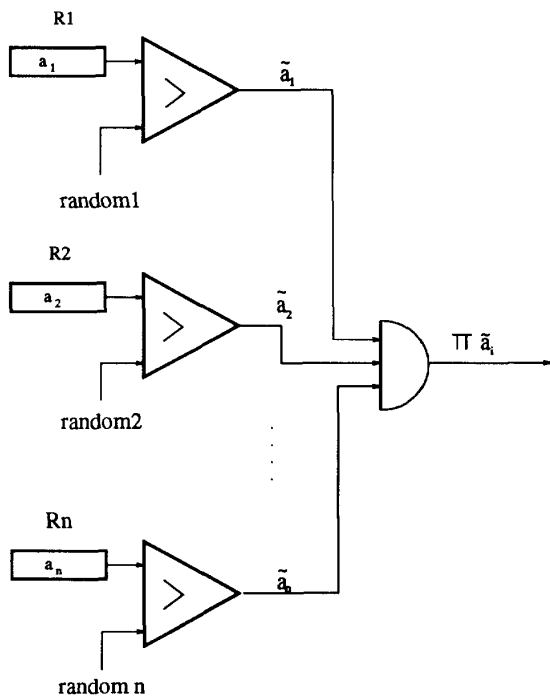 R1
a₁
>
ã₁
random1
R2
a₂
>
ã₂
random2
∏ ãᵢ
Rn
aₙ
>
ãₙ
random n